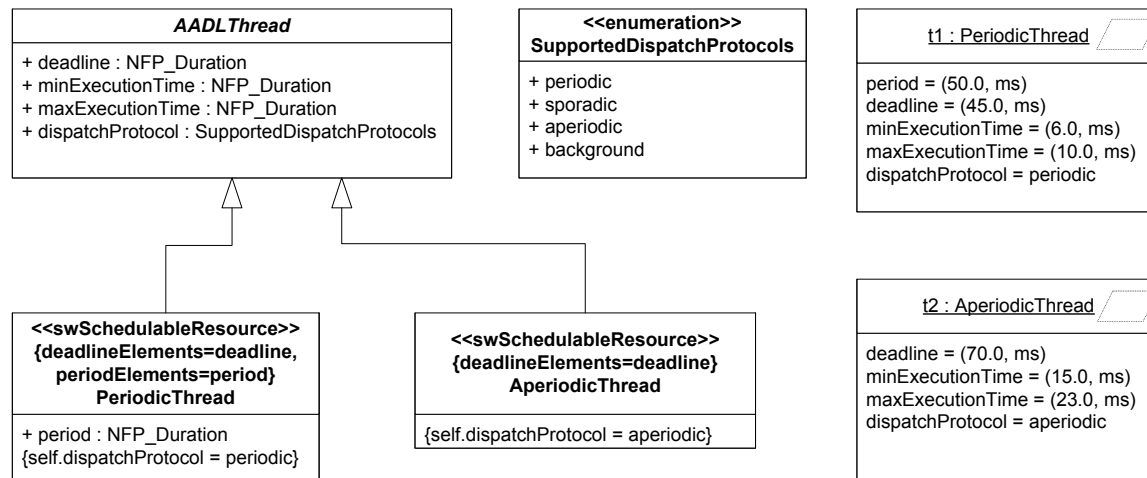 AADLThread
+ deadline : NFP_Duration
+ minExecutionTime : NFP_Duration
+ maxExecutionTime : NFP_Duration
+ dispatchProtocol : SupportedDispatchProtocols
<<enumeration>>
SupportedDispatchProtocols
+ periodic
+ sporadic
+ aperiodic
+ background
t1 : PeriodicThread
period = (50.0, ms)
deadline = (45.0, ms)
minExecutionTime = (6.0, ms)
maxExecutionTime = (10.0, ms)
dispatchProtocol = periodic
<<swSchedulableResource>>
{deadlineElements=deadline,
periodElements=period}
PeriodicThread
+ period : NFP_Duration
{self.dispatchProtocol = periodic}
<<swSchedulableResource>>
{deadlineElements=deadline}
AperiodicThread
{self.dispatchProtocol = aperiodic}
t2 : AperiodicThread
deadline = (70.0, ms)
minExecutionTime = (15.0, ms)
maxExecutionTime = (23.0, ms)
dispatchProtocol = aperiodic